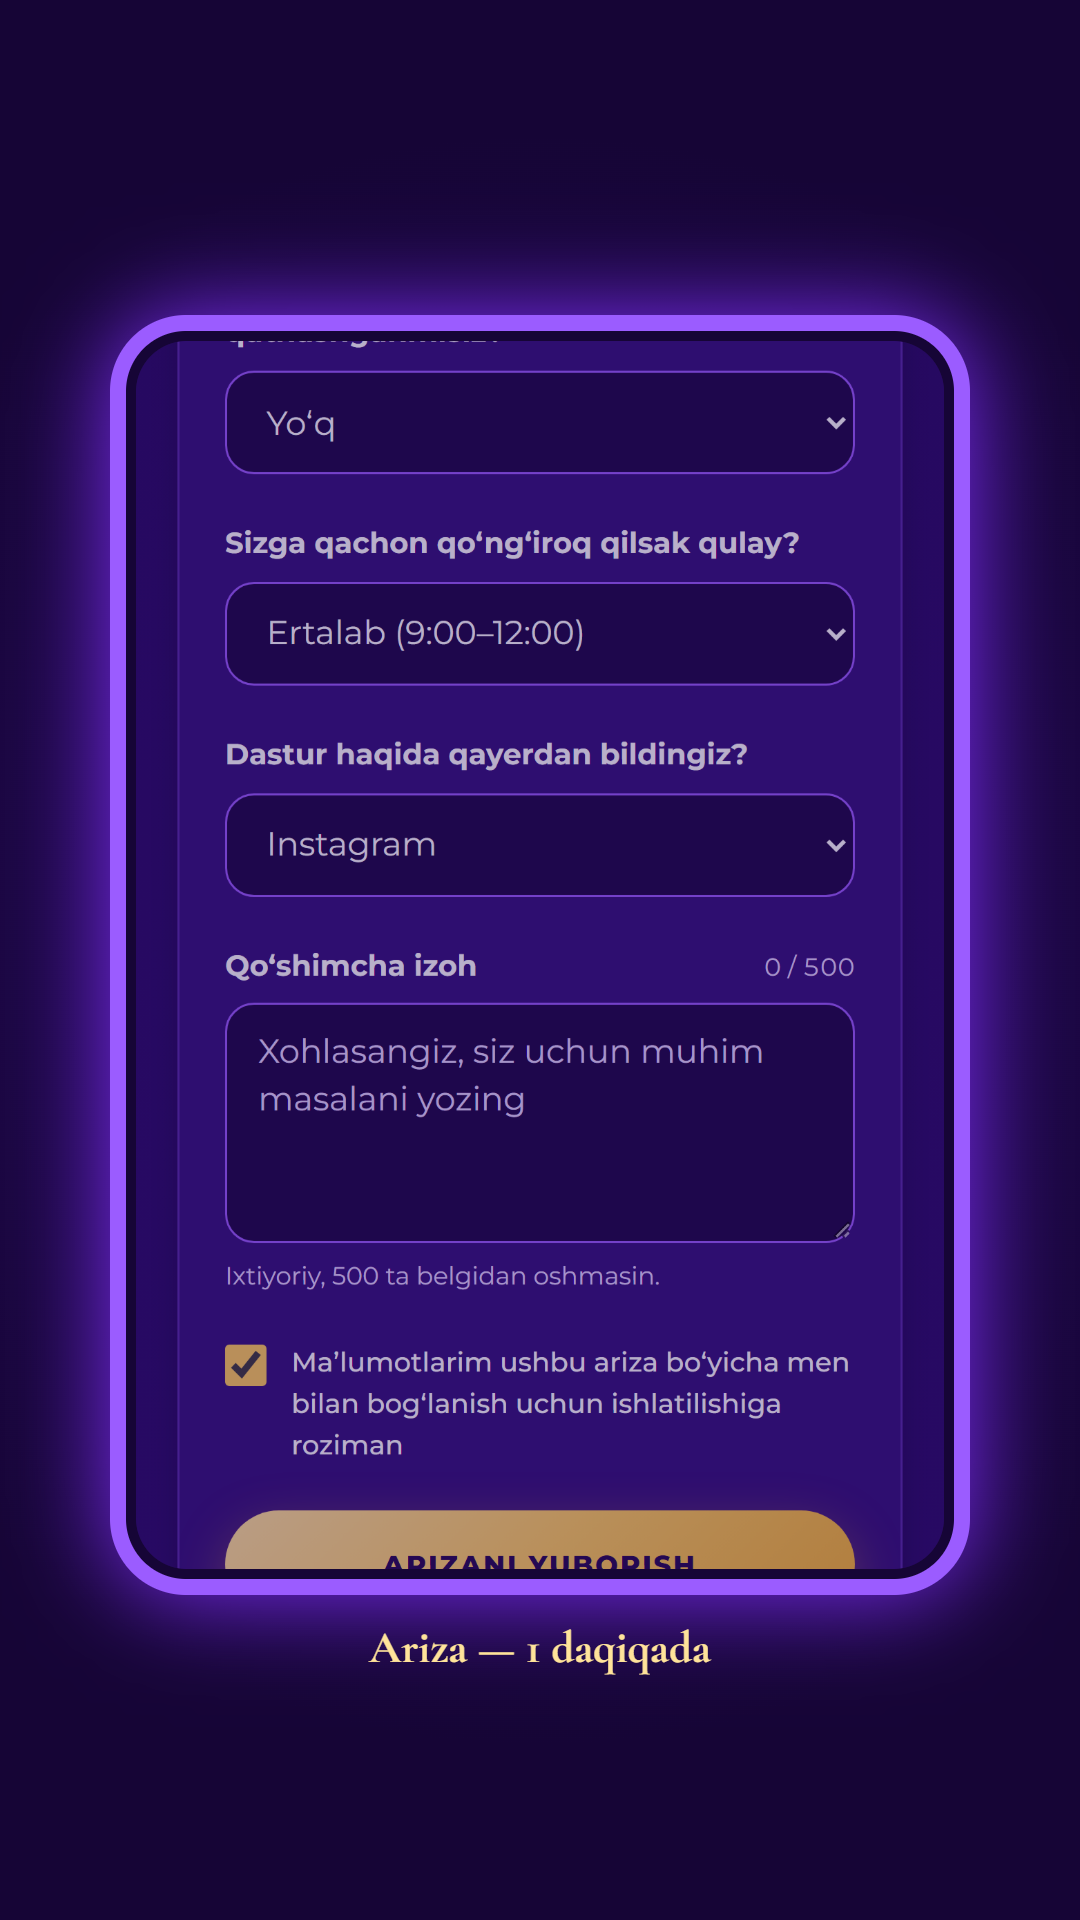 Yo‘q
Sizga qachon qo‘ng‘iroq qilsak qulay?
Ertalab (9:00–12:00)
Dastur haqida qayerdan bildingiz?
Instagram
Qo‘shimcha izoh
0 / 500
Xohlasangiz, siz uchun muhim
masalani yozing
Ixtiyoriy, 500 ta belgidan oshmasin.
Ma’lumotlarim ushbu ariza bo‘yicha men
bilan bog‘lanish uchun ishlatilishiga
roziman
ARIZANI YUBORISH
Ariza — 1 daqiqada